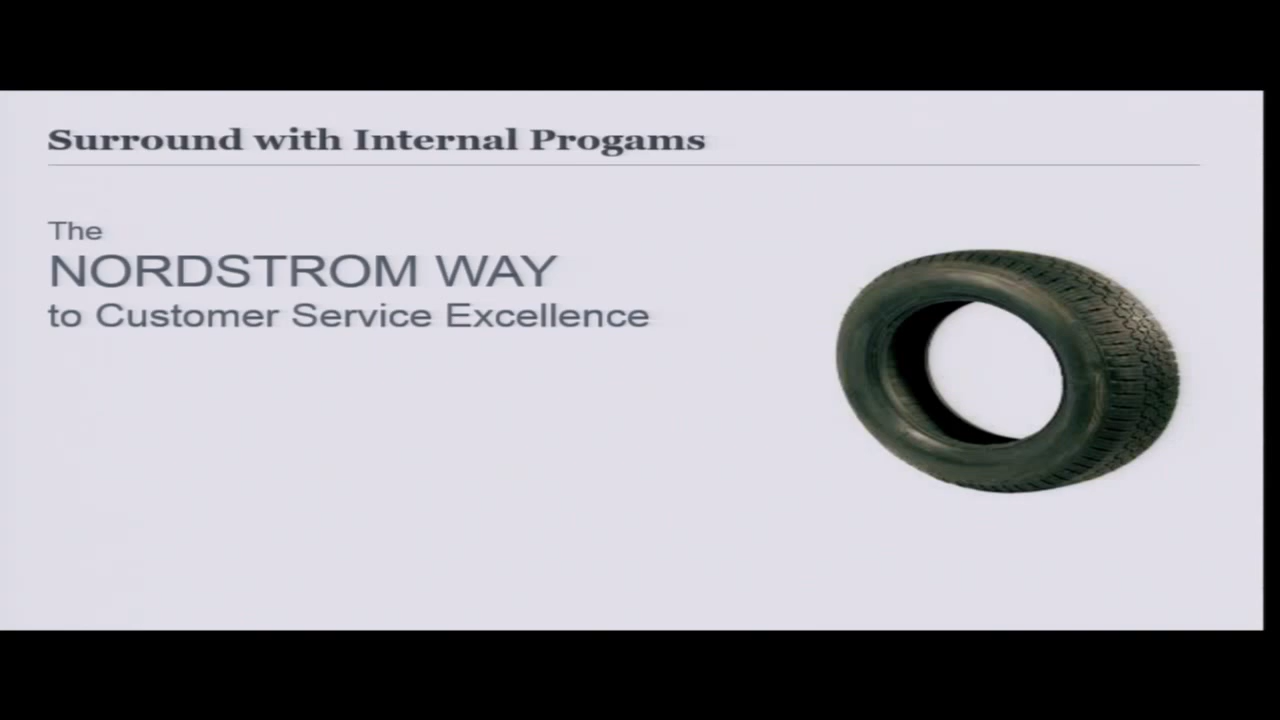 Surround with Internal Progams
The
NORDSTROM WAY
to Customer Service Excellence